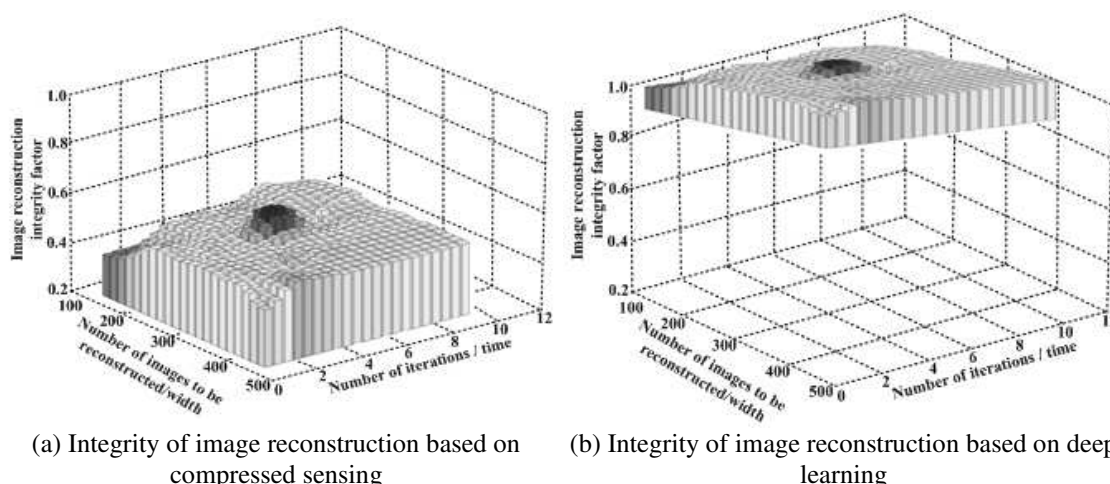 Image reconstruction
integrity factor
1.0
0.8
0.6
0.4
0.2
100
200
300
400
500
Number of images to be
reconstructed/width
0
2
4
6
8
10
12
Number of iterations / time
(a) Integrity of image reconstruction based on
compressed sensing
Image reconstruction
integrity factor
1.0
0.8
0.6
0.4
0.2
100
200
300
400
500
Number of images to be
reconstructed/width
0
2
4
6
8
10
1
Number of iterations / time
(b) Integrity of image reconstruction based on deep
learning